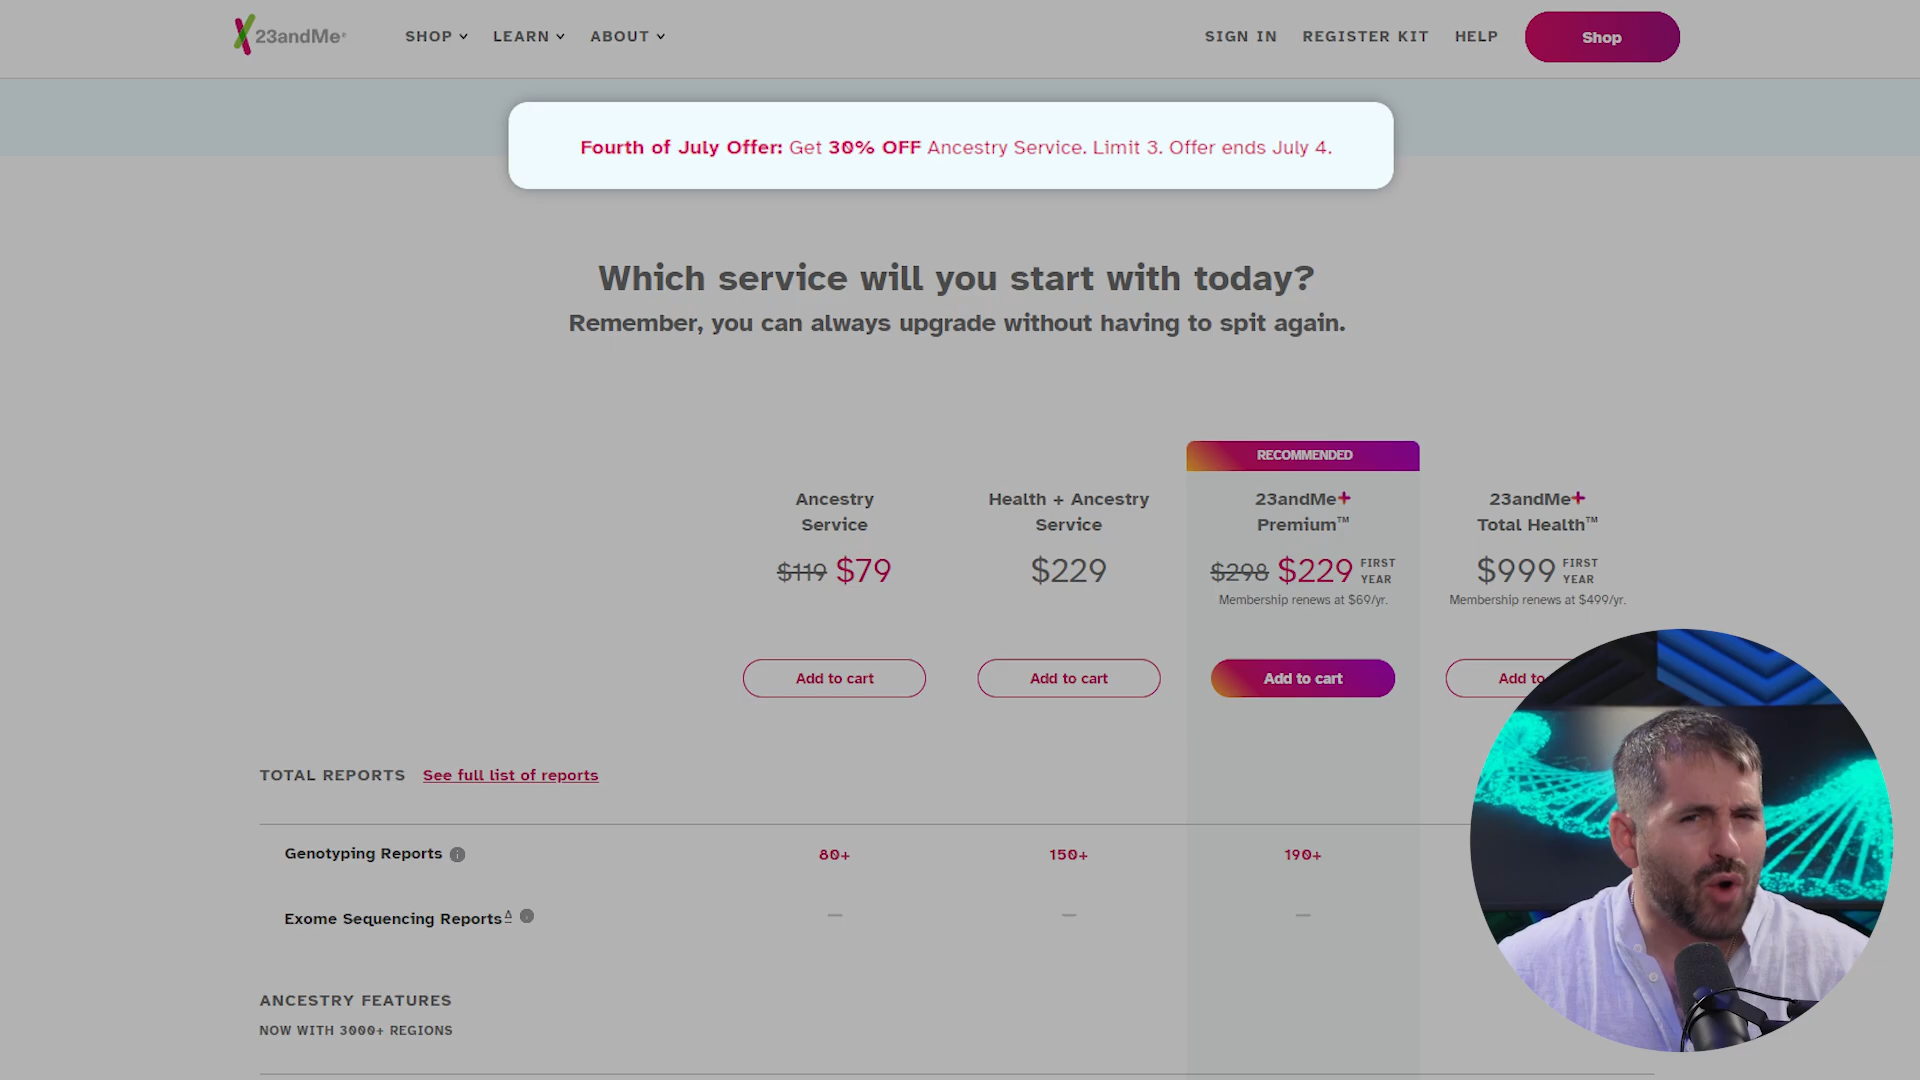 23andMe®
SHOP LEARN ABOUT SIGN IN REGISTER KIT HELP Shop
Fourth of July Offer: Get 30% OFF Ancestry Service. Limit 3. Offer ends July 4.
Which service will you start with today?
Remember, you can always upgrade without having to spit again.
RECOMMENDED
Ancestry
Service
$119 $79
Add to cart
Health + Ancestry
Service
$229
Add to cart
23andMe+
Premium™
$298 $229 FIRST
YEAR
Membership renews at $69/yr.
Add to cart
23andMe+
Total Health™
$999 FIRST
YEAR
Membership renews at $499/yr.
Add to
TOTAL REPORTS See full list of reports
Genotyping Reports 80+ 150+ 190+
Exome Sequencing Reports∆ — — —
ANCESTRY FEATURES
NOW WITH 3000+ REGIONS